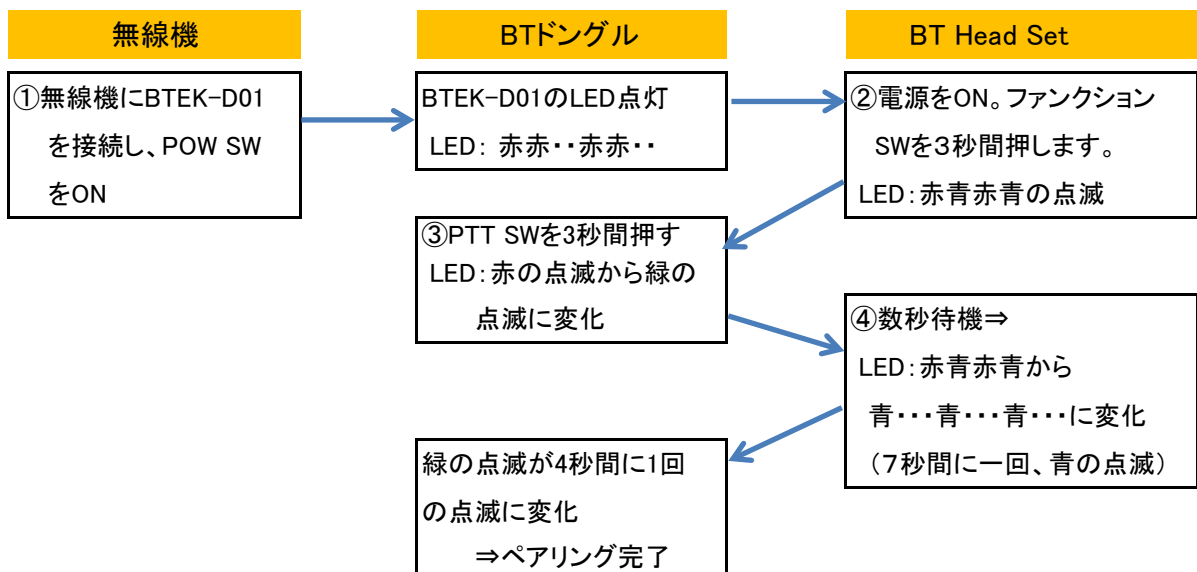 無線機
BTドングル
BT Head Set
①無線機にBTEK-D01
を接続し、POW SW
をON
BTEK-D01のLED点灯
LED: 赤赤・・赤赤・・
②電源をON。ファンクション
SWを3秒間押します。
LED:赤青赤青の点滅
③PTT SWを3秒間押す
LED:赤の点滅から緑の
点滅に変化
④数秒待機⇒
LED:赤青赤青から
青・・・青・・・青・・・に変化
(7秒間に一回、青の点滅)
緑の点滅が4秒間に1回
の点滅に変化
⇒ペアリング完了